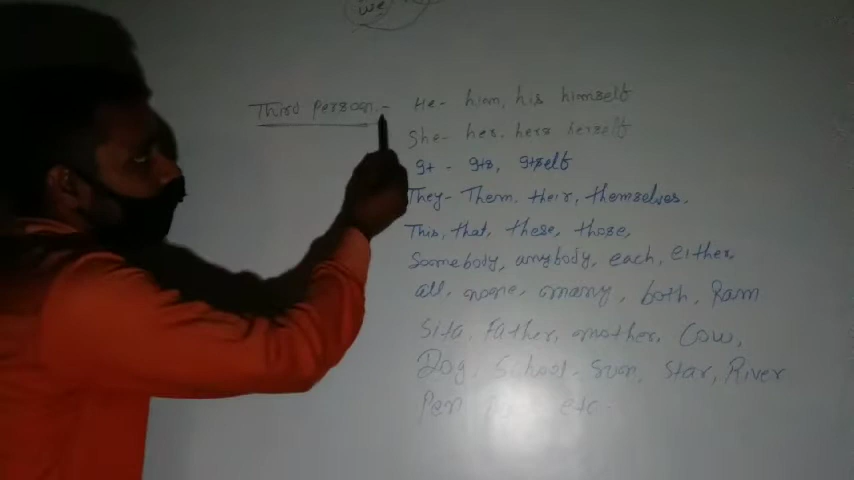 we
Third Person - He - him, his himself
She - her, hers herself
It - Its, Itself
They - Them, their, themselves.
This, that, these, those,
Somebody, anybody, each, either,
all, none, many, both, Ram
Sita, Father, mother, Cow,
Dog, School, Sun, Star, River
Pen etc.